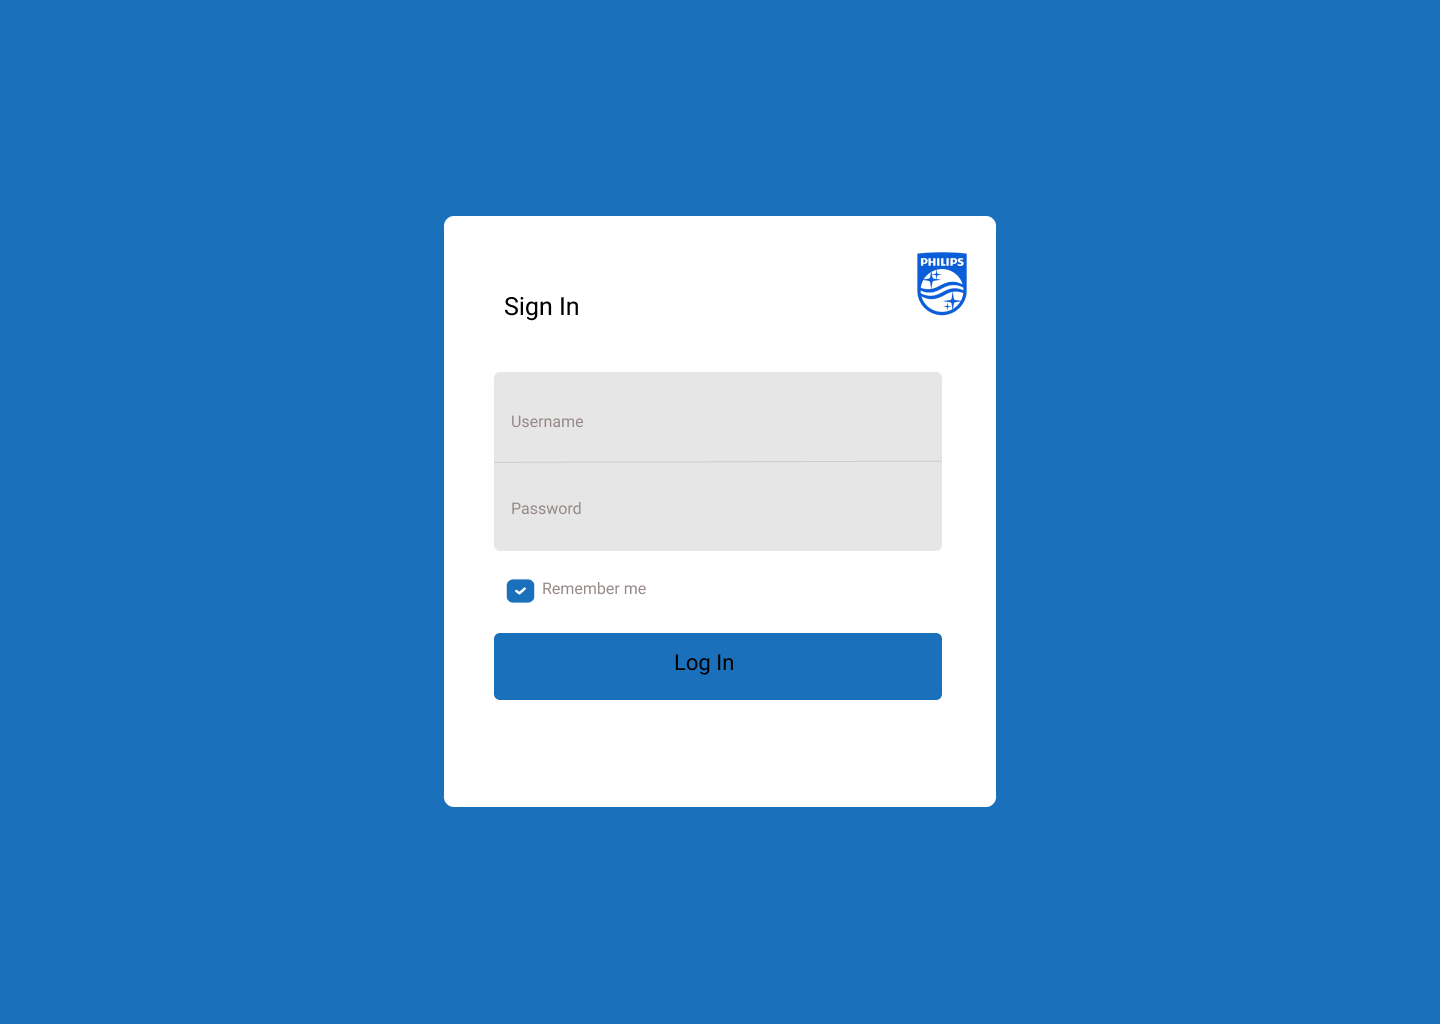 PHILIPS
Sign In
Username
Password
Remember me
Log In